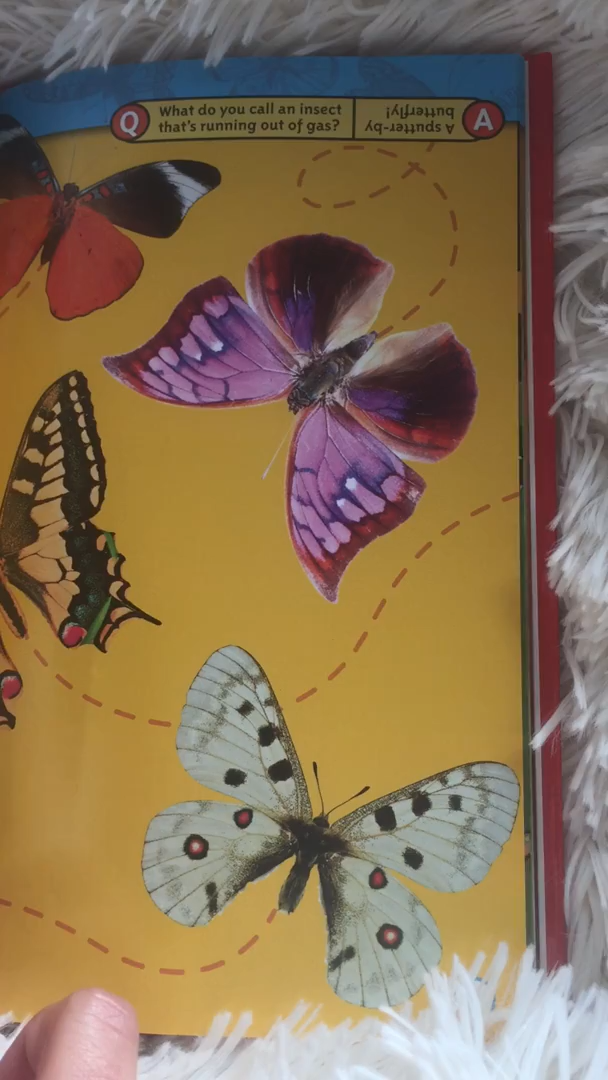 Q
What do you call an insect
that's running out of gas?
A sputter-by-
butterfly!
A